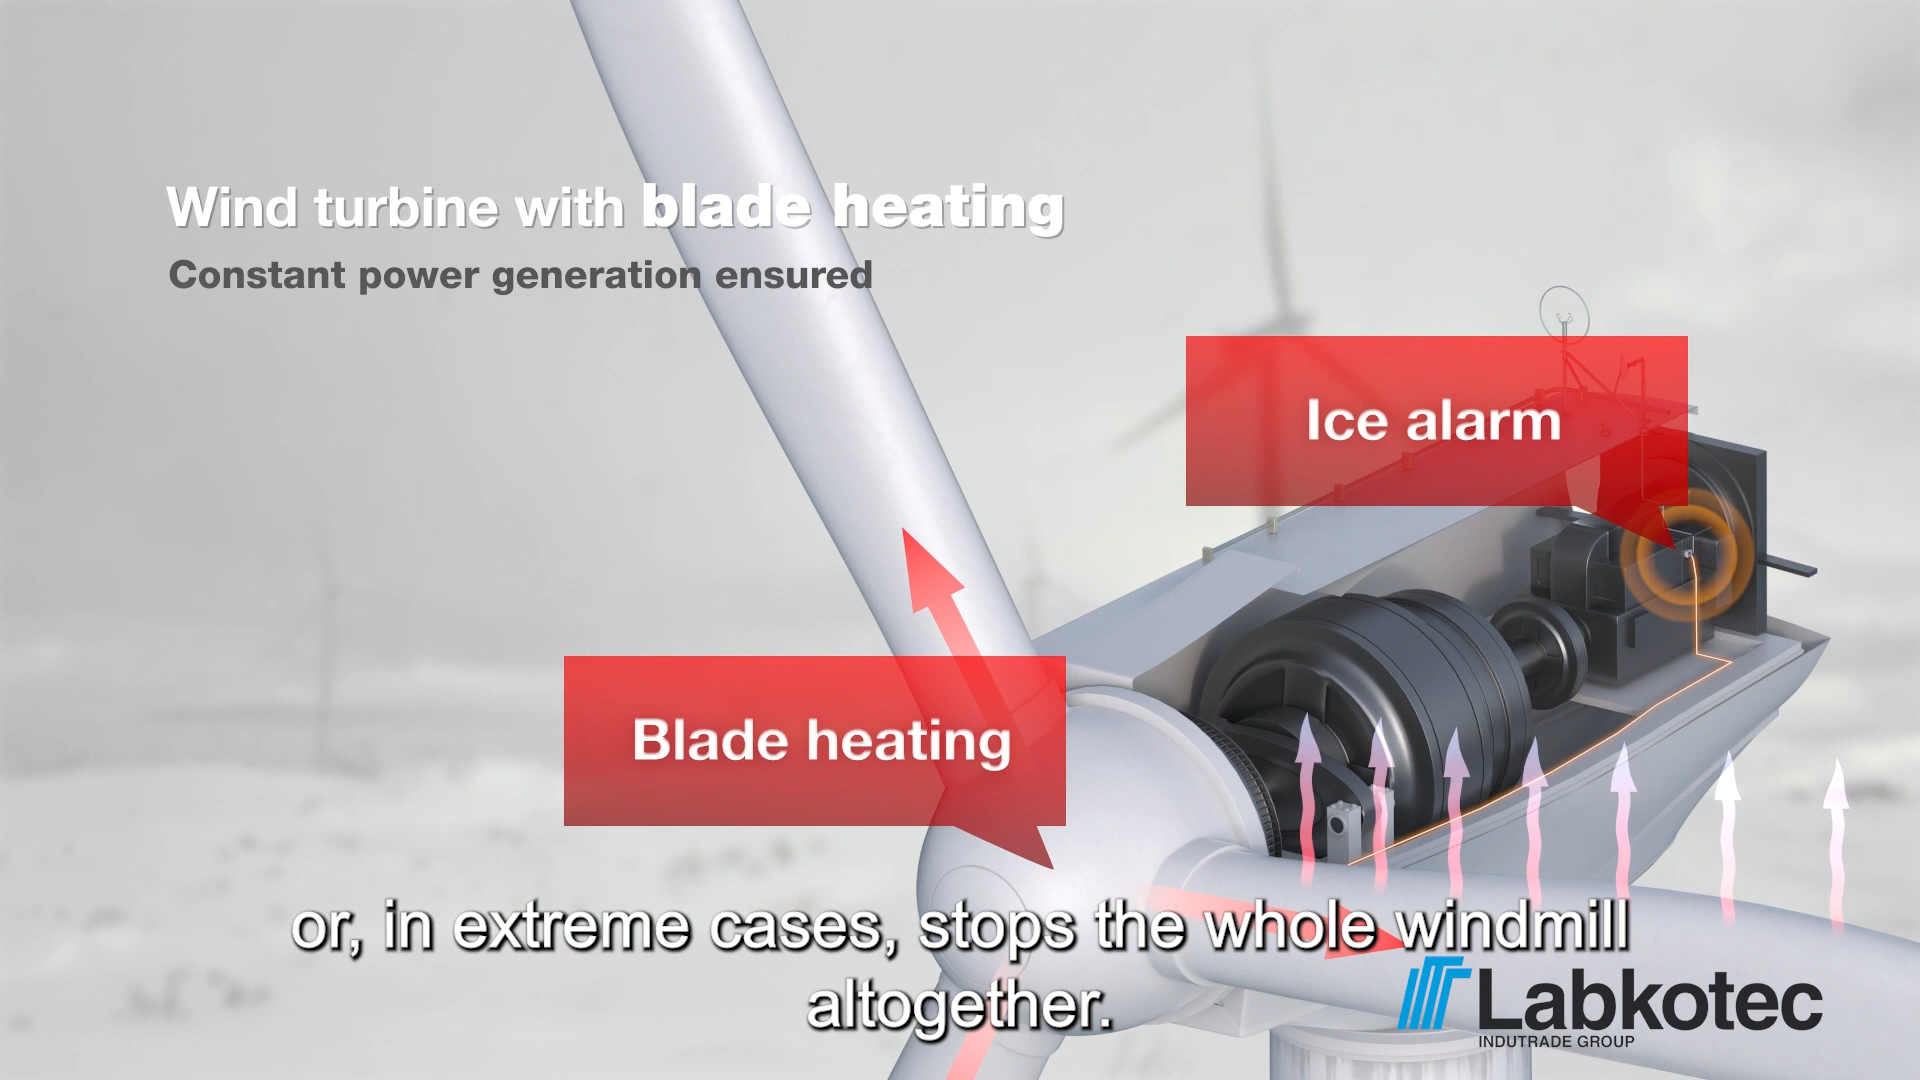 Wind turbine with blade heating
Constant power generation ensured
Ice alarm
Blade heating
or, in extreme cases, stops the whole windmill
altogether.
Labkotec
INDUTRADE GROUP